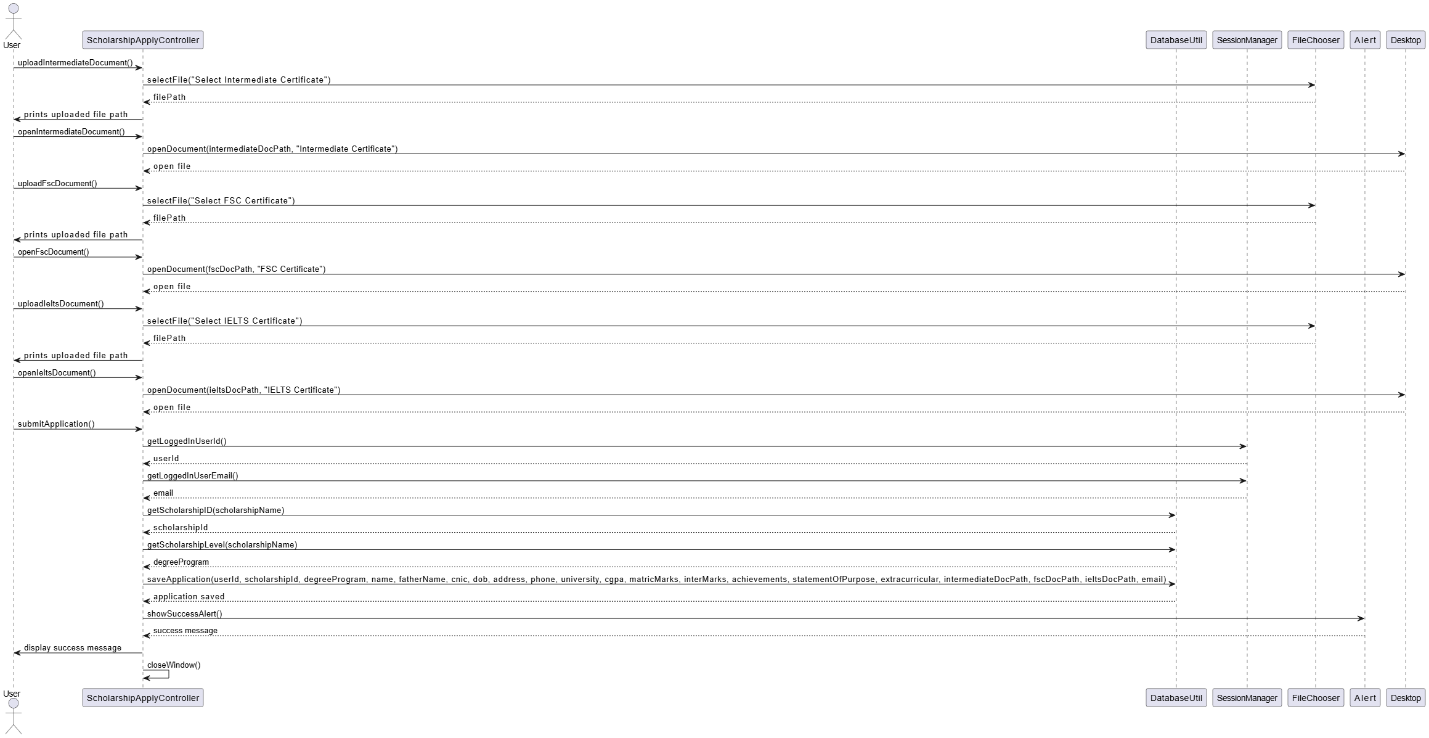 User
ScholarshipApplyController
DatabaseUtil
SessionManager
FileChooser
Alert
Desktop
uploadIntermediateDocument()
selectFile("Select Intermediate Certificate")
filePath
prints uploaded file path
openIntermediateDocument()
openDocument(intermediateDocPath, "Intermediate Certificate")
open file
uploadFscDocument()
selectFile("Select FSC Certificate")
filePath
prints uploaded file path
openFscDocument()
openDocument(fscDocPath, "FSC Certificate")
open file
uploadIeltsDocument()
selectFile("Select IELTS Certificate")
filePath
prints uploaded file path
openIeltsDocument()
openDocument(ieltsDocPath, "IELTS Certificate")
open file
submitApplication()
getLoggedInUserId()
userId
getLoggedInUserEmail()
email
getScholarshipID(scholarshipName)
scholarshipId
getScholarshipLevel(scholarshipName)
degreeProgram
saveApplication(userId, scholarshipId, degreeProgram, name, fatherName, cnic, dob, address, phone, university, cgpa, matricMarks, interMarks, achievements, statementOfPurpose, extracurricular, intermediateDocPath, fscDocPath, ieltsDocPath, email)
application saved
showSuccessAlert()
success message
display success message
closeWindow()
User
ScholarshipApplyController
DatabaseUtil
SessionManager
FileChooser
Alert
Desktop